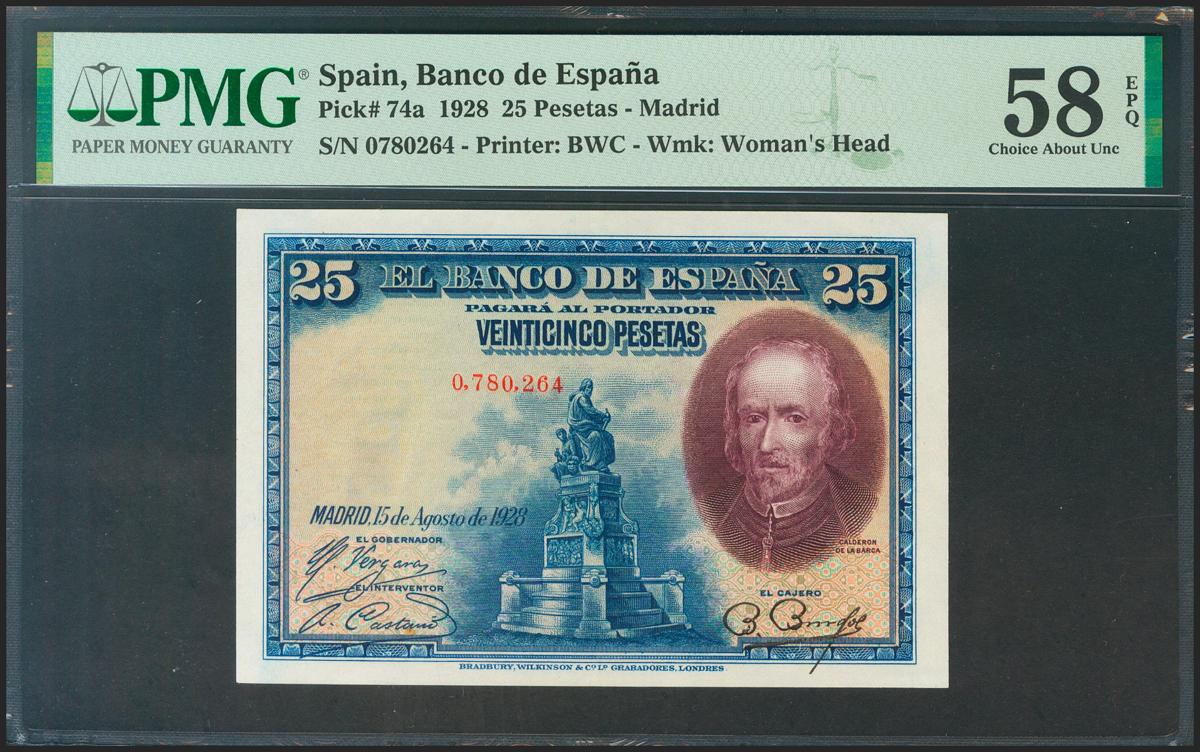 PMG®
PAPER MONEY GUARANTY
Spain, Banco de España
Pick# 74a 1928 25 Pesetas - Madrid
S/N 0780264 - Printer: BWC - Wmk: Woman's Head
58
EPQ
Choice About Unc
25 EL BANCO DE ESPAÑA 25
PAGARÁ AL PORTADOR
VEINTICINCO PESETAS
0,780,264
MADRID, 15 de Agosto de 1928
EL GOBERNADOR
Vergara
EL INTERVENTOR
A. Castaño
CALDERON
DE LA BARCA
EL CAJERO
BRADBURY, WILKINSON & Cº Lº GRABADORES, LONDRES